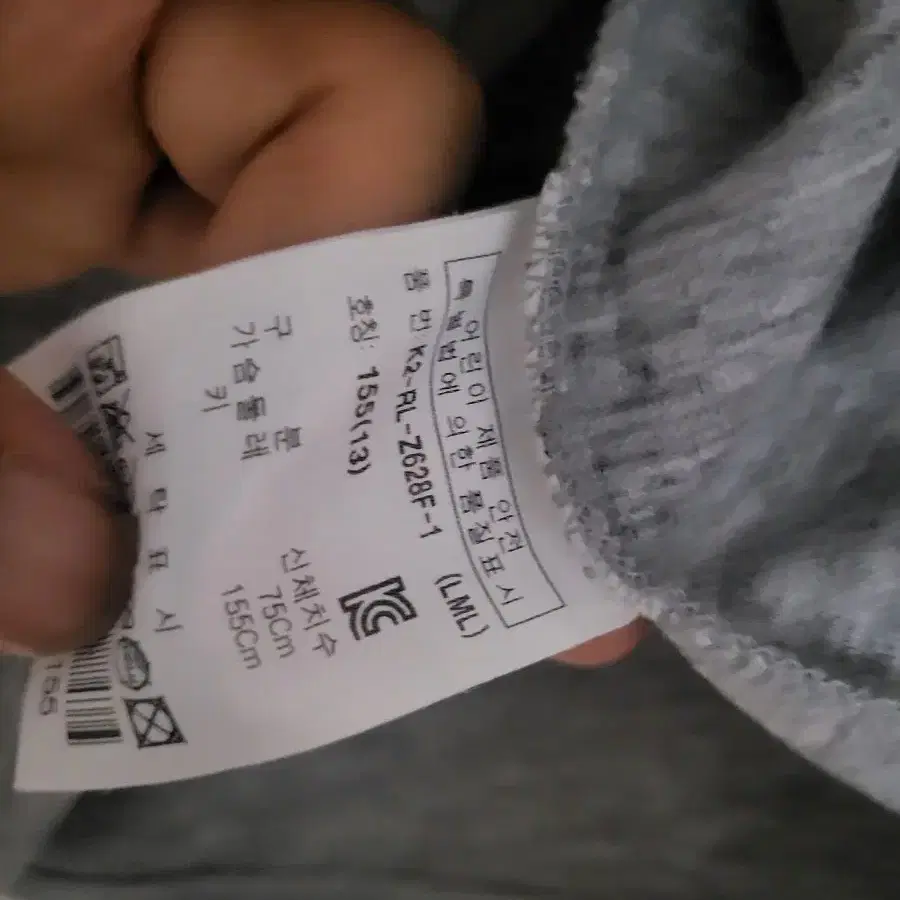 어린이 제품 안전
특별법에 의한 품질표시
품 번:K2-RL-Z628F-1 (LML)
호칭: 155(13)
구 분 신체치수
가슴둘레 75Cm
키 155Cm
세 탁 표 시
155